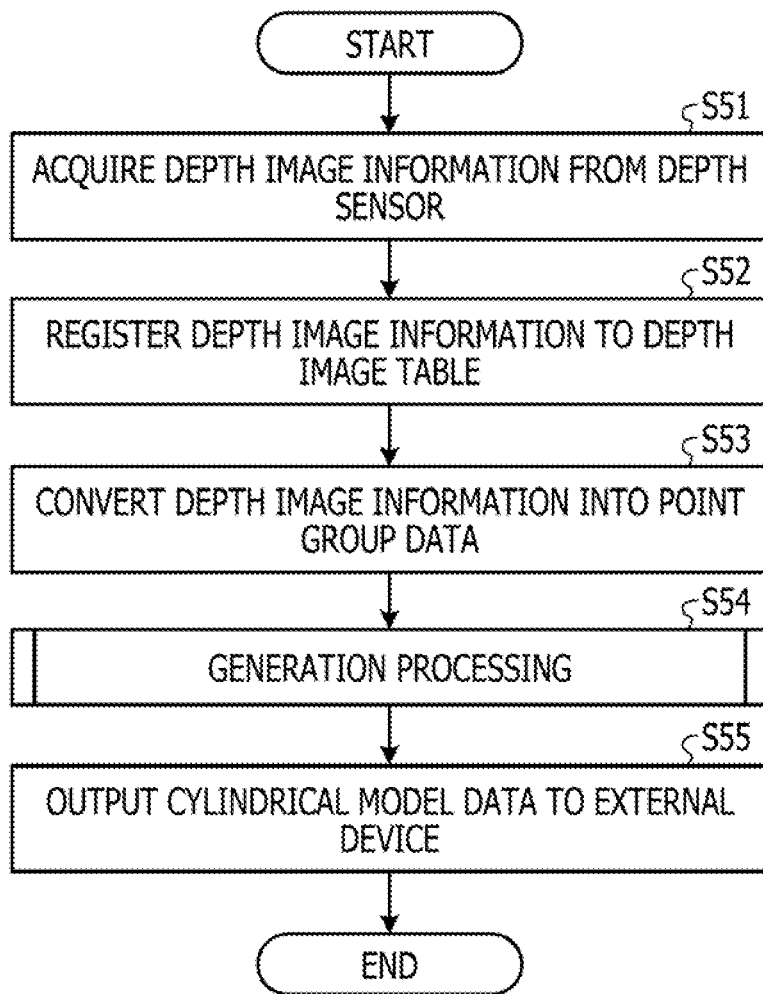 START
S51
ACQUIRE DEPTH IMAGE INFORMATION FROM DEPTH
SENSOR
S52
REGISTER DEPTH IMAGE INFORMATION TO DEPTH
IMAGE TABLE
S53
CONVERT DEPTH IMAGE INFORMATION INTO POINT
GROUP DATA
S54
GENERATION PROCESSING
S55
OUTPUT CYLINDRICAL MODEL DATA TO EXTERNAL
DEVICE
END